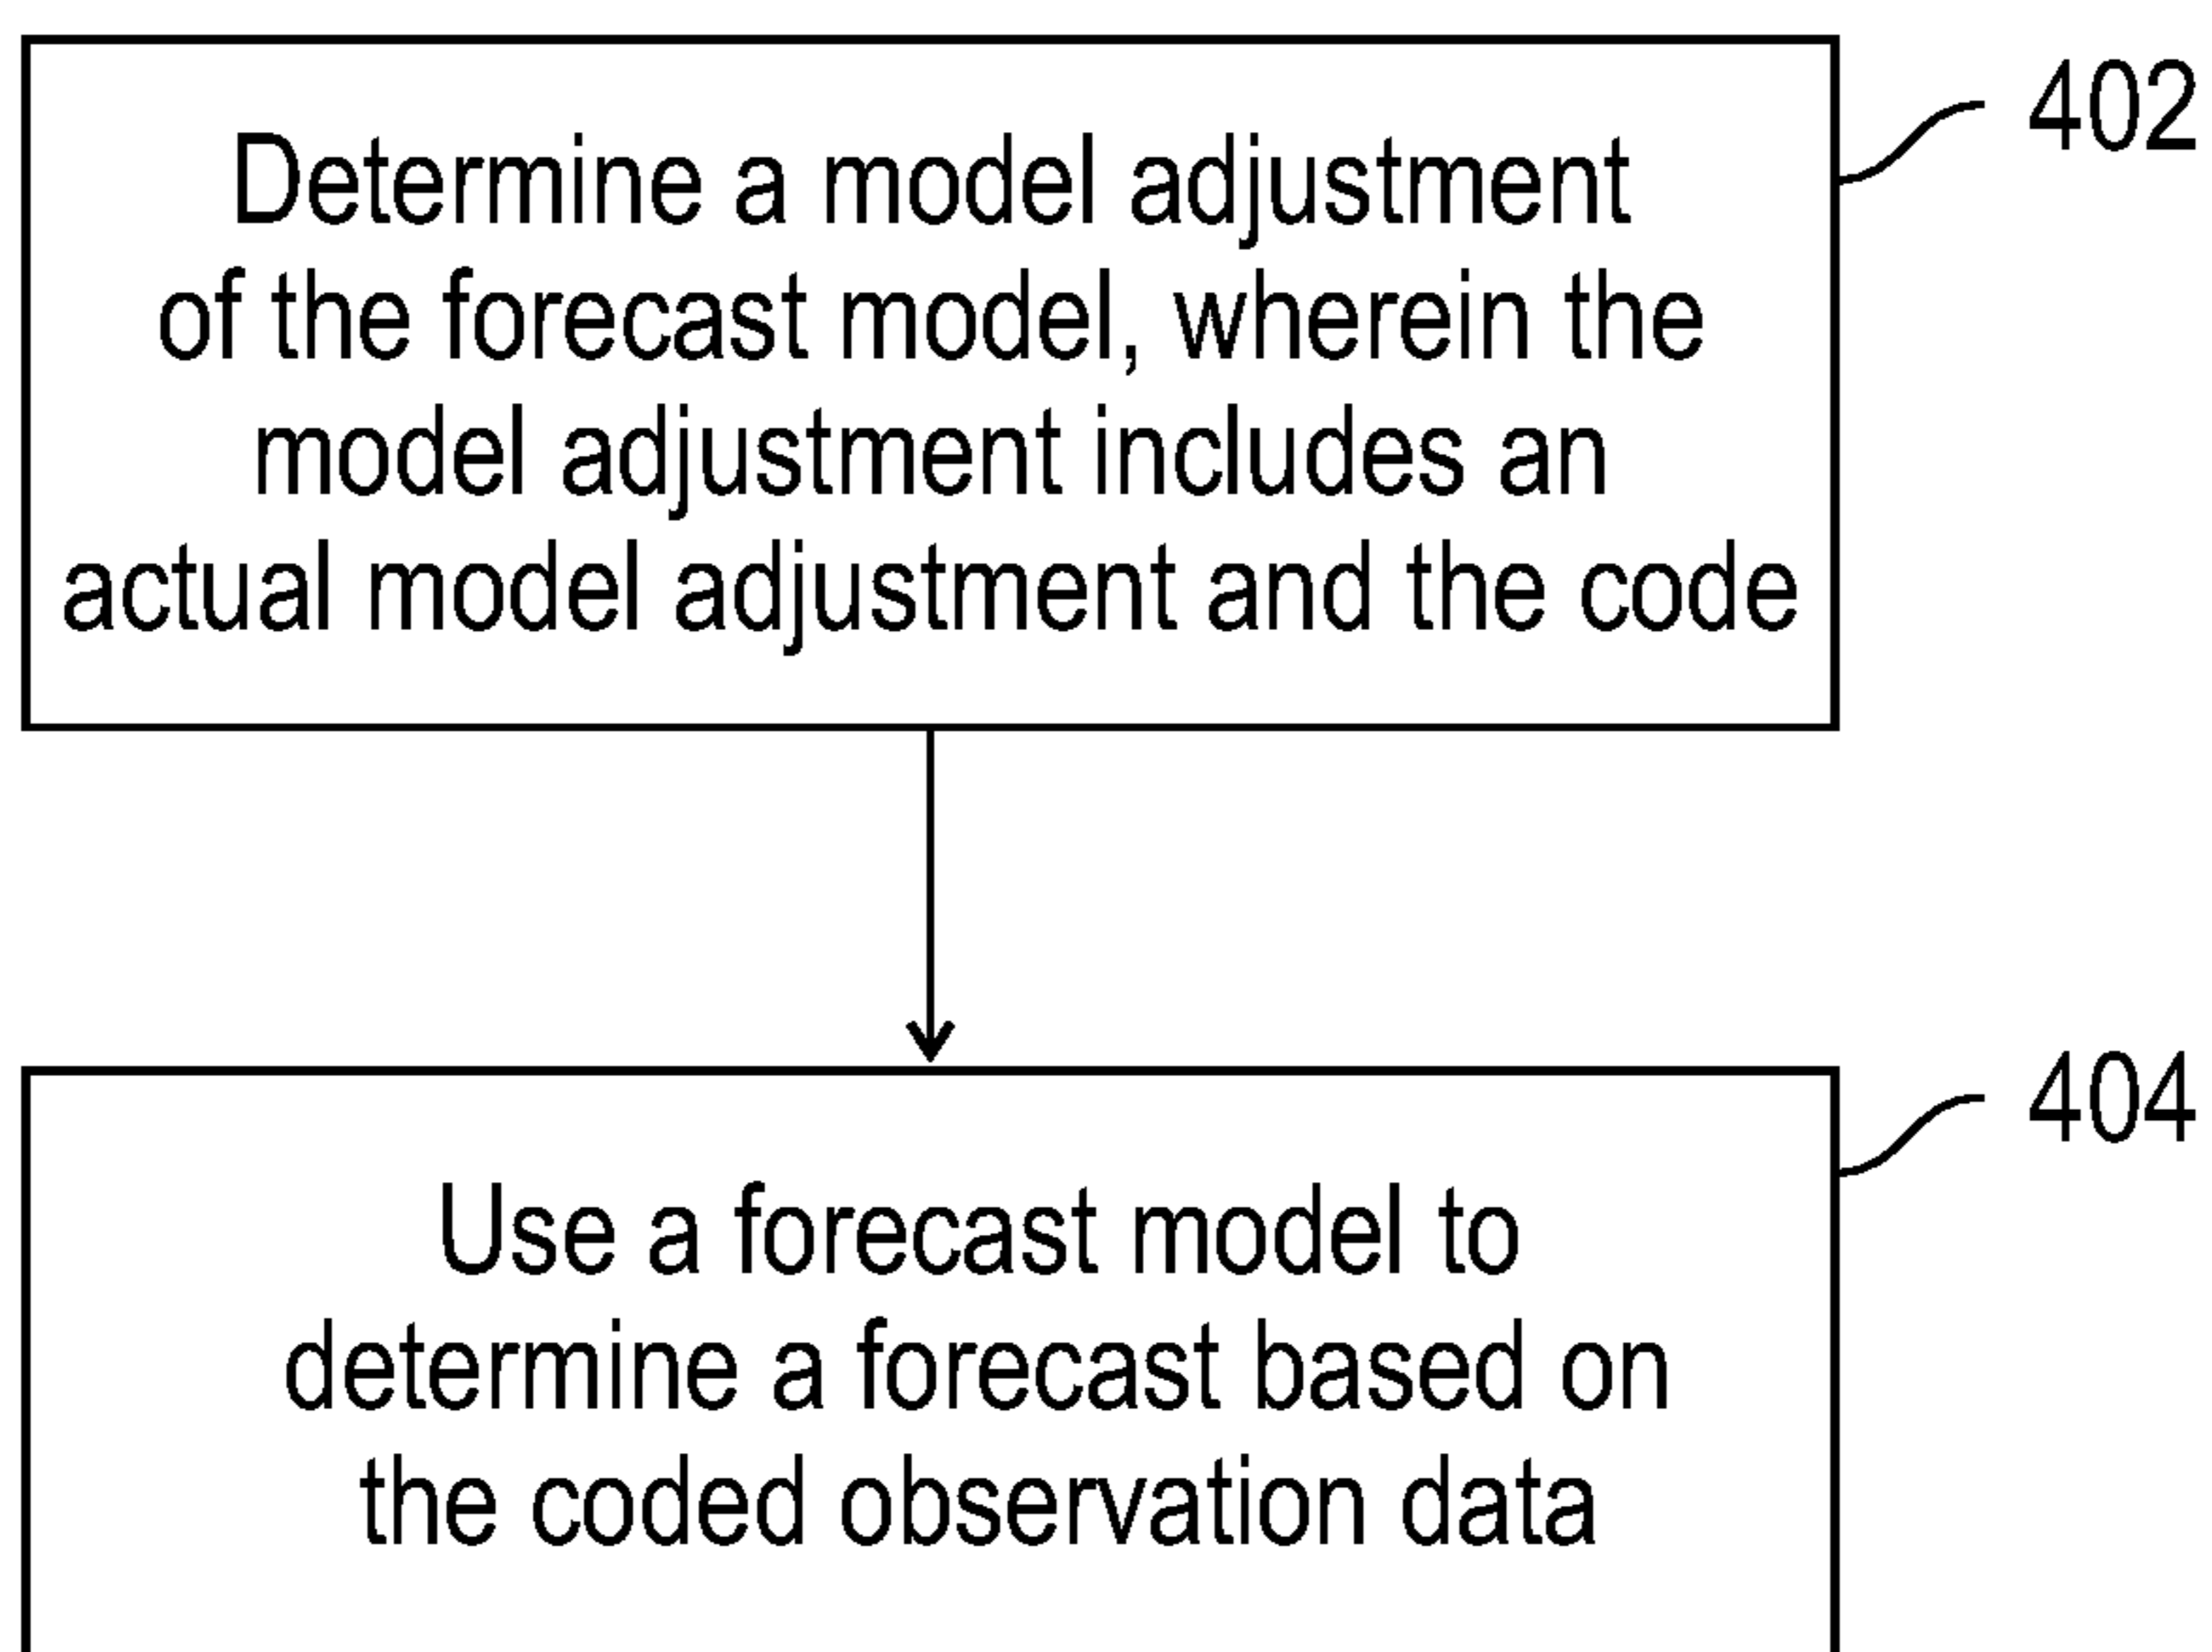 402
Determine a model adjustment
of the forecast model, wherein the
model adjustment includes an
actual model adjustment and the code
404
Use a forecast model to
determine a forecast based on
the coded observation data